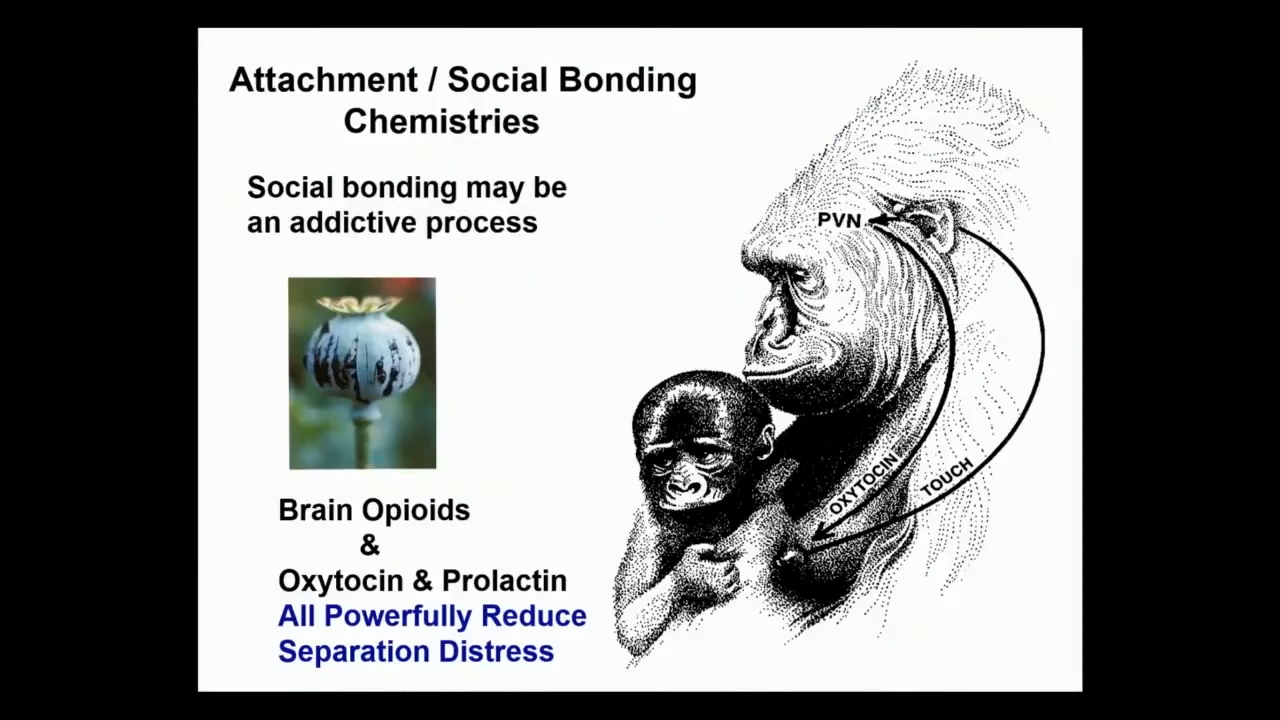 Attachment / Social Bonding
Chemistries
Social bonding may be
an addictive process
PVN
OXYTOCIN
TOUCH
Brain Opioids
&
Oxytocin & Prolactin
All Powerfully Reduce
Separation Distress